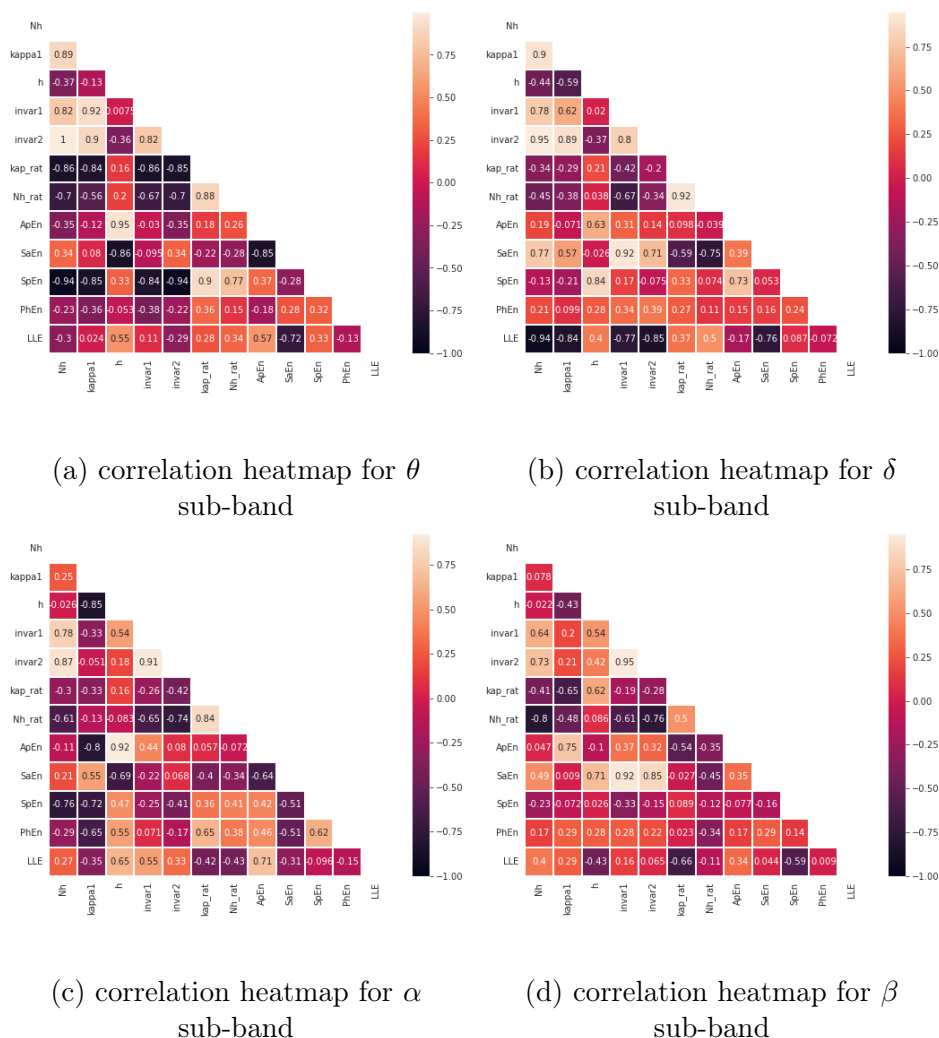 Nh
kappa1 0.89
h -0.37 -0.13
invar1 0.82 0.92 0.0075
invar2 1 0.9 -0.36 0.82
kap_rat -0.86 -0.84 0.16 -0.86 -0.85
Nh_rat -0.7 -0.56 0.2 -0.67 -0.7 0.88
ApEn -0.35 -0.12 0.95 -0.03 -0.35 0.18 0.26
SaEn 0.34 0.08 -0.86 -0.095 0.34 -0.22 -0.28 -0.85
SpEn -0.94 -0.85 0.33 -0.84 -0.94 0.9 0.77 0.37 -0.28
PhEn -0.23 -0.36 -0.053 -0.38 -0.22 0.36 0.15 -0.18 0.28 0.32
LLE -0.3 0.024 0.55 0.11 -0.29 0.28 0.34 0.57 -0.72 0.33 -0.13
Nh kappa1 h invar1 invar2 kap_rat Nh_rat ApEn SaEn SpEn PhEn LLE
0.75
0.50
0.25
0.00
−0.25
−0.50
−0.75
−1.00
(a) correlation heatmap for θ
sub-band
Nh
kappa1 0.9
h -0.44 -0.59
invar1 0.78 0.62 0.02
invar2 0.95 0.89 -0.37 0.8
kap_rat -0.34 -0.29 0.21 -0.42 -0.2
Nh_rat -0.45 -0.38 0.038 -0.67 -0.34 0.92
ApEn 0.19 -0.071 0.63 0.31 0.14 0.098 -0.039
SaEn 0.77 0.57 -0.026 0.92 0.71 -0.59 -0.75 0.39
SpEn -0.13 -0.21 0.84 0.17 -0.075 0.33 0.074 0.73 0.053
PhEn 0.21 0.099 0.28 0.34 0.39 0.27 0.11 0.15 0.16 0.24
LLE -0.94 -0.84 0.4 -0.77 -0.85 0.37 0.5 -0.17 -0.76 0.087 -0.072
Nh kappa1 h invar1 invar2 kap_rat Nh_rat ApEn SaEn SpEn PhEn LLE
0.75
0.50
0.25
0.00
−0.25
−0.50
−0.75
−1.00
(b) correlation heatmap for δ
sub-band
Nh
kappa1 0.25
h -0.026 -0.85
invar1 0.78 -0.33 0.54
invar2 0.87 -0.051 0.18 0.91
kap_rat -0.3 -0.33 0.16 -0.26 -0.42
Nh_rat -0.61 -0.13 -0.083 -0.65 -0.74 0.84
ApEn -0.11 -0.8 0.92 0.44 0.08 0.057 -0.072
SaEn 0.21 0.55 -0.69 -0.22 0.068 -0.4 -0.34 -0.64
SpEn -0.76 -0.72 0.47 -0.25 -0.41 0.36 0.41 0.42 -0.51
PhEn -0.29 -0.65 0.55 0.071 -0.17 0.65 0.38 0.46 -0.51 0.62
LLE 0.27 -0.35 0.65 0.55 0.33 -0.42 -0.43 0.71 -0.31 -0.096 -0.15
Nh kappa1 h invar1 invar2 kap_rat Nh_rat ApEn SaEn SpEn PhEn LLE
0.75
0.50
0.25
0.00
−0.25
−0.50
−0.75
−1.00
(c) correlation heatmap for α
sub-band
Nh
kappa1 0.078
h -0.022 -0.43
invar1 0.64 0.2 0.54
invar2 0.73 0.21 0.42 0.95
kap_rat -0.41 -0.65 0.62 -0.19 -0.28
Nh_rat -0.8 -0.48 0.086 -0.61 -0.76 0.5
ApEn 0.047 0.75 -0.1 0.37 0.32 -0.54 -0.35
SaEn 0.49 0.009 0.71 0.92 0.85 -0.027 -0.45 0.35
SpEn -0.23 -0.072 0.026 -0.33 -0.15 0.089 -0.12 -0.077 -0.16
PhEn 0.17 0.29 0.28 0.28 0.22 0.023 -0.34 0.17 0.29 0.14
LLE 0.4 0.29 -0.43 0.16 0.065 -0.66 -0.11 0.34 0.044 -0.59 0.009
Nh kappa1 h invar1 invar2 kap_rat Nh_rat ApEn SaEn SpEn PhEn LLE
0.75
0.50
0.25
0.00
−0.25
−0.50
−0.75
−1.00
(d) correlation heatmap for β
sub-band